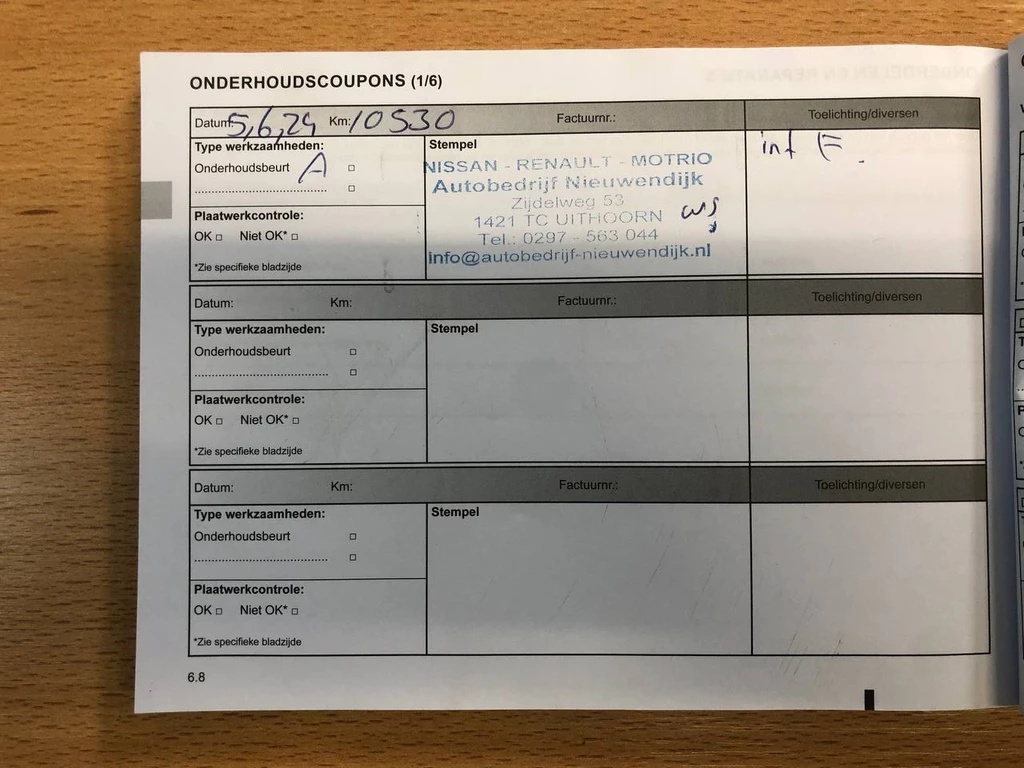 ONDERHOUDSCOUPONS (1/6)
Datum: 5,6,24 Km: 10530 Factuurnr.: Toelichting/diversen
Type werkzaamheden:
Onderhoudsbeurt A
Plaatwerkcontrole:
OK Niet OK*
*Zie specifieke bladzijde
Stempel
NISSAN - RENAULT - MOTRIO
Autobedrijf Nieuwendijk
Zijdelweg 53
1421 TC UITHOORN
Tel.: 0297 - 563 044
info@autobedrijf-nieuwendijk.nl
Datum: Km: Factuurnr.: Toelichting/diversen
Type werkzaamheden:
Onderhoudsbeurt
Plaatwerkcontrole:
OK Niet OK*
*Zie specifieke bladzijde
Stempel
Datum: Km: Factuurnr.: Toelichting/diversen
Type werkzaamheden:
Onderhoudsbeurt
Plaatwerkcontrole:
OK Niet OK*
*Zie specifieke bladzijde
Stempel
6.8